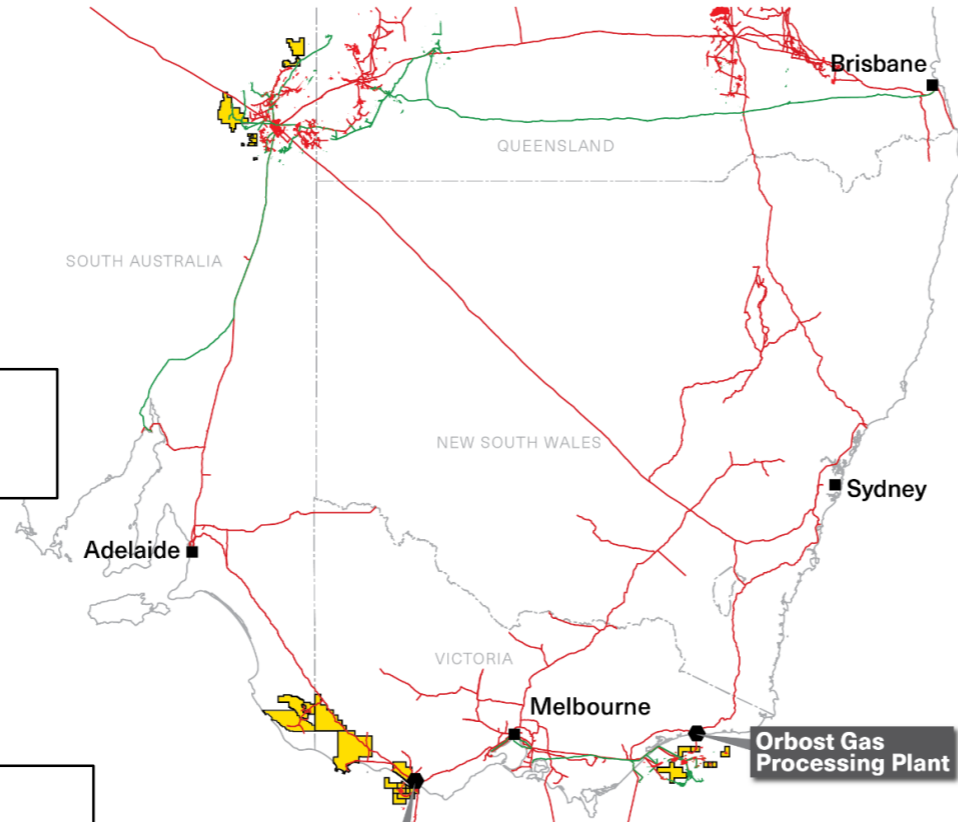 Brisbane
QUEENSLAND
SOUTH AUSTRALIA
NEW SOUTH WALES
Sydney
Adelaide
VICTORIA
Melbourne
Orbost Gas
Processing Plant